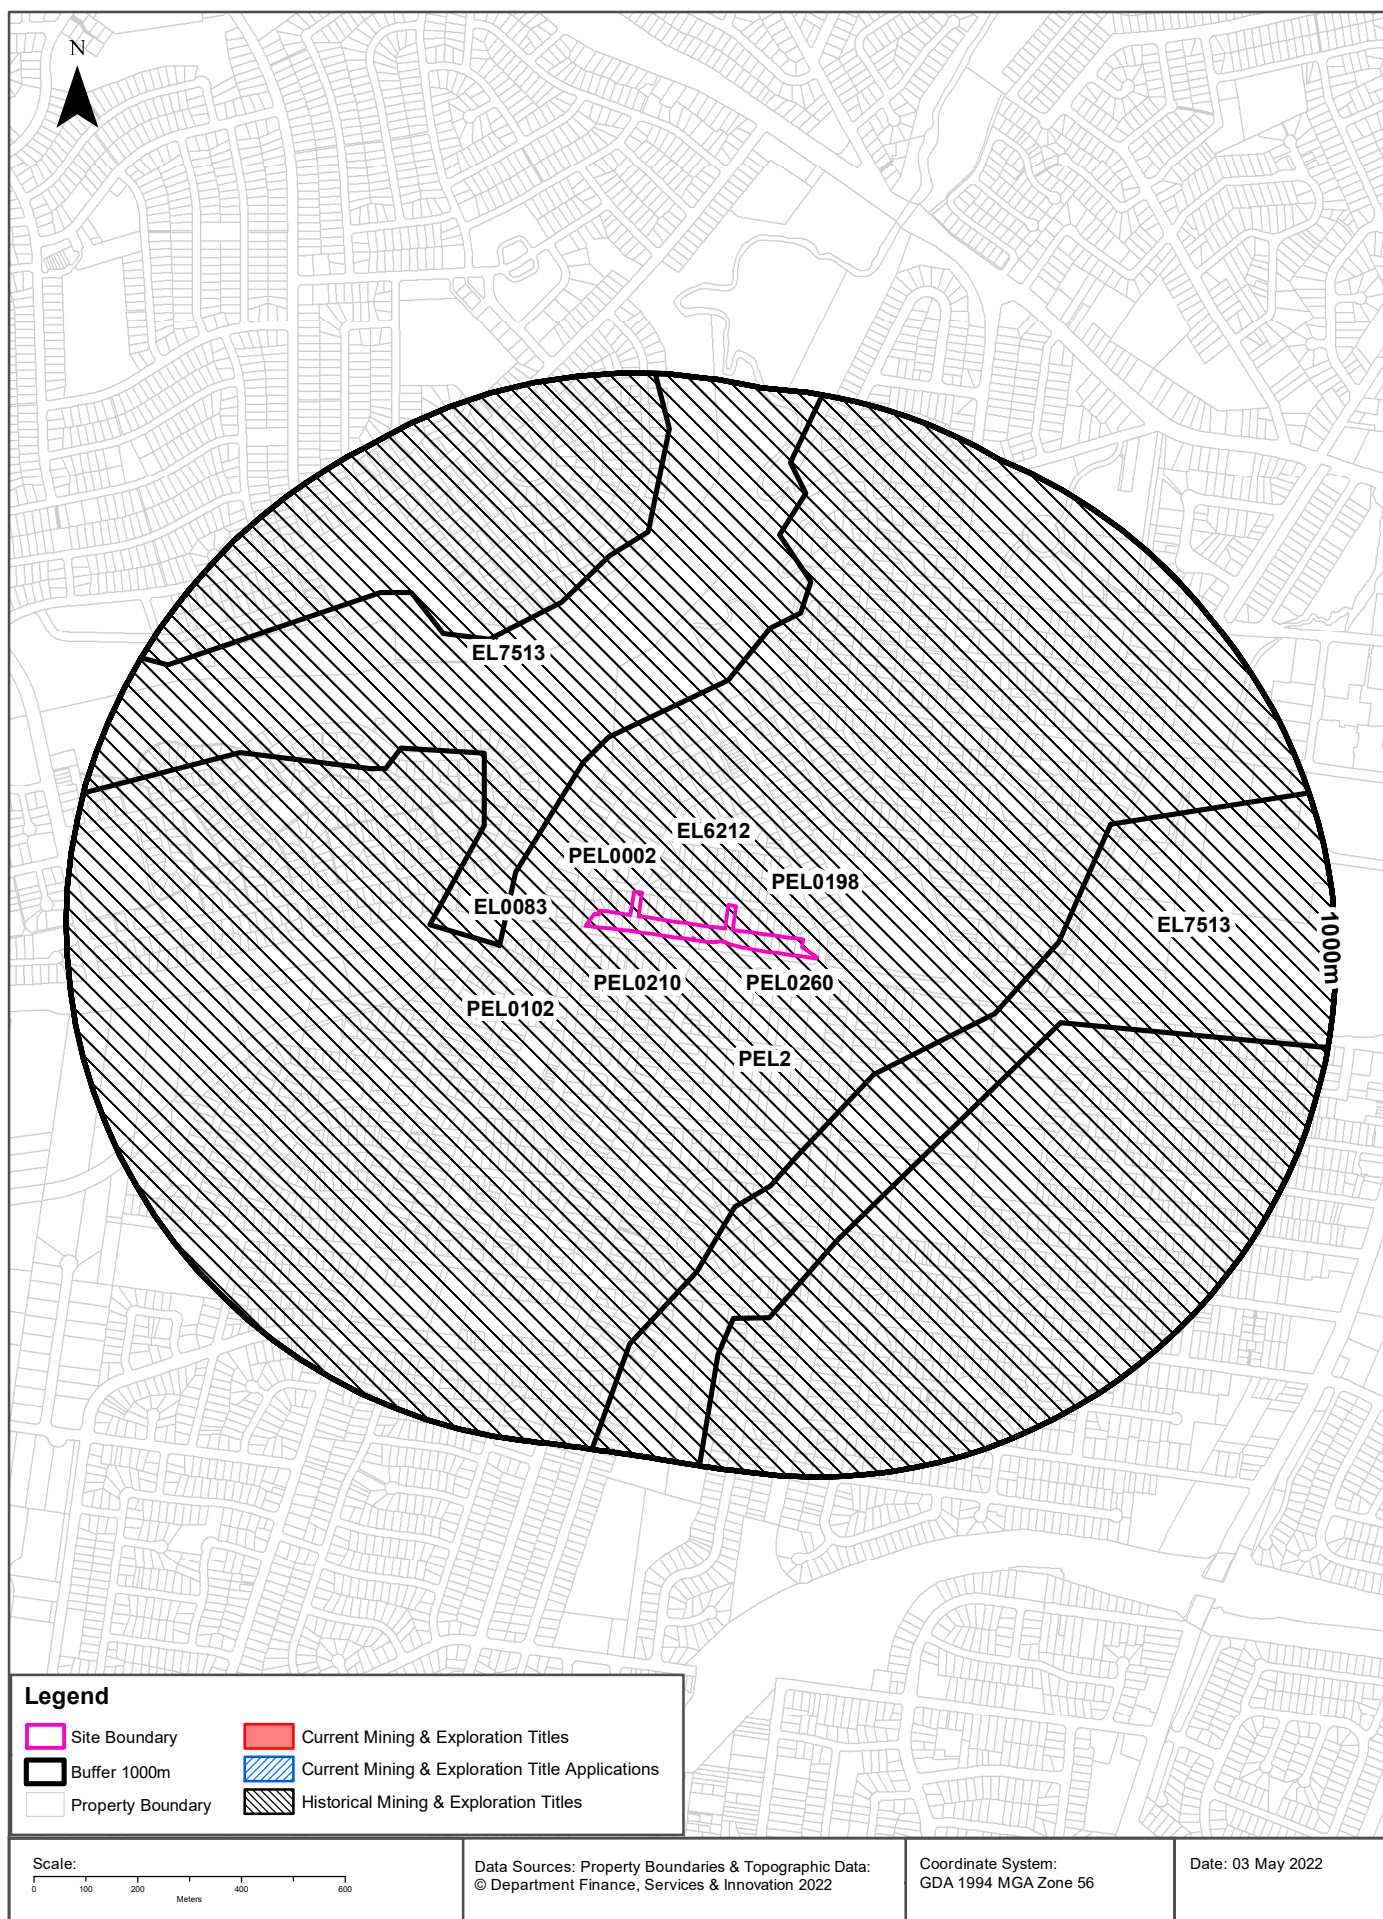 N
EL7513
EL6212
PEL0002
PEL0198
EL0083
EL7513
1000m
PEL0210
PEL0260
PEL0102
PEL2
Legend
Site Boundary
Buffer 1000m
Property Boundary
Current Mining & Exploration Titles
Current Mining & Exploration Title Applications
Historical Mining & Exploration Titles
Scale:
0 100 200 400 600
Meters
Data Sources: Property Boundaries & Topographic Data:
© Department Finance, Services & Innovation 2022
Coordinate System:
GDA 1994 MGA Zone 56
Date: 03 May 2022